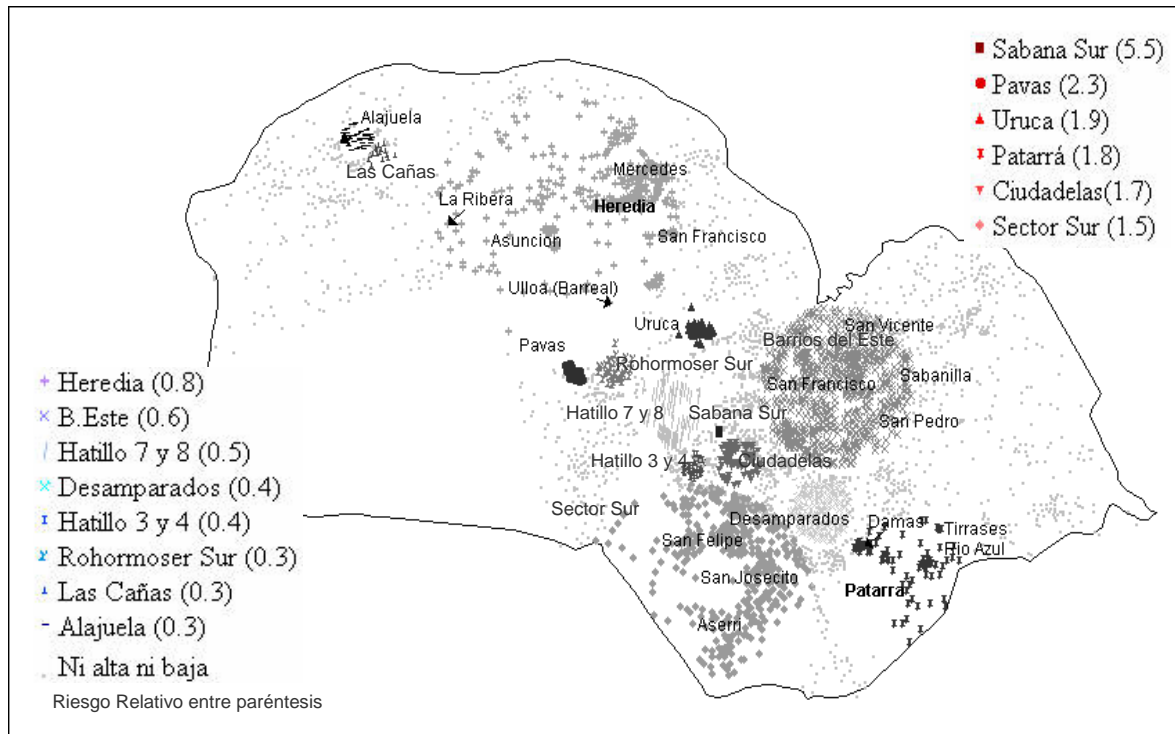 Sabana Sur (5.5)
Pavas (2.3)
Uruca (1.9)
Patarrá (1.8)
Ciudadelas(1.7)
Sector Sur (1.5)
Alajuela
Las Cañas
Mercedes
La Ribera
Heredia
Asuncion
San Francisco
Ulloa (Barreal)
Uruca
San Vicente
Barrios del Este
Pavas
Rohormoser Sur
San Francisco
Sabanilla
Hatillo 7 y 8
Sabana Sur
San Pedro
Hatillo 3 y 4
Ciudadelas
Sector Sur
Desamparados
Damas
Tirrases
San Felipe
Rio Azul
San Josecito
Patarrá
Aserri
Heredia (0.8)
B.Este (0.6)
Hatillo 7 y 8 (0.5)
Desamparados (0.4)
Hatillo 3 y 4 (0.4)
Rohormoser Sur (0.3)
Las Cañas (0.3)
Alajuela (0.3)
Ni alta ni baja
Riesgo Relativo entre paréntesis